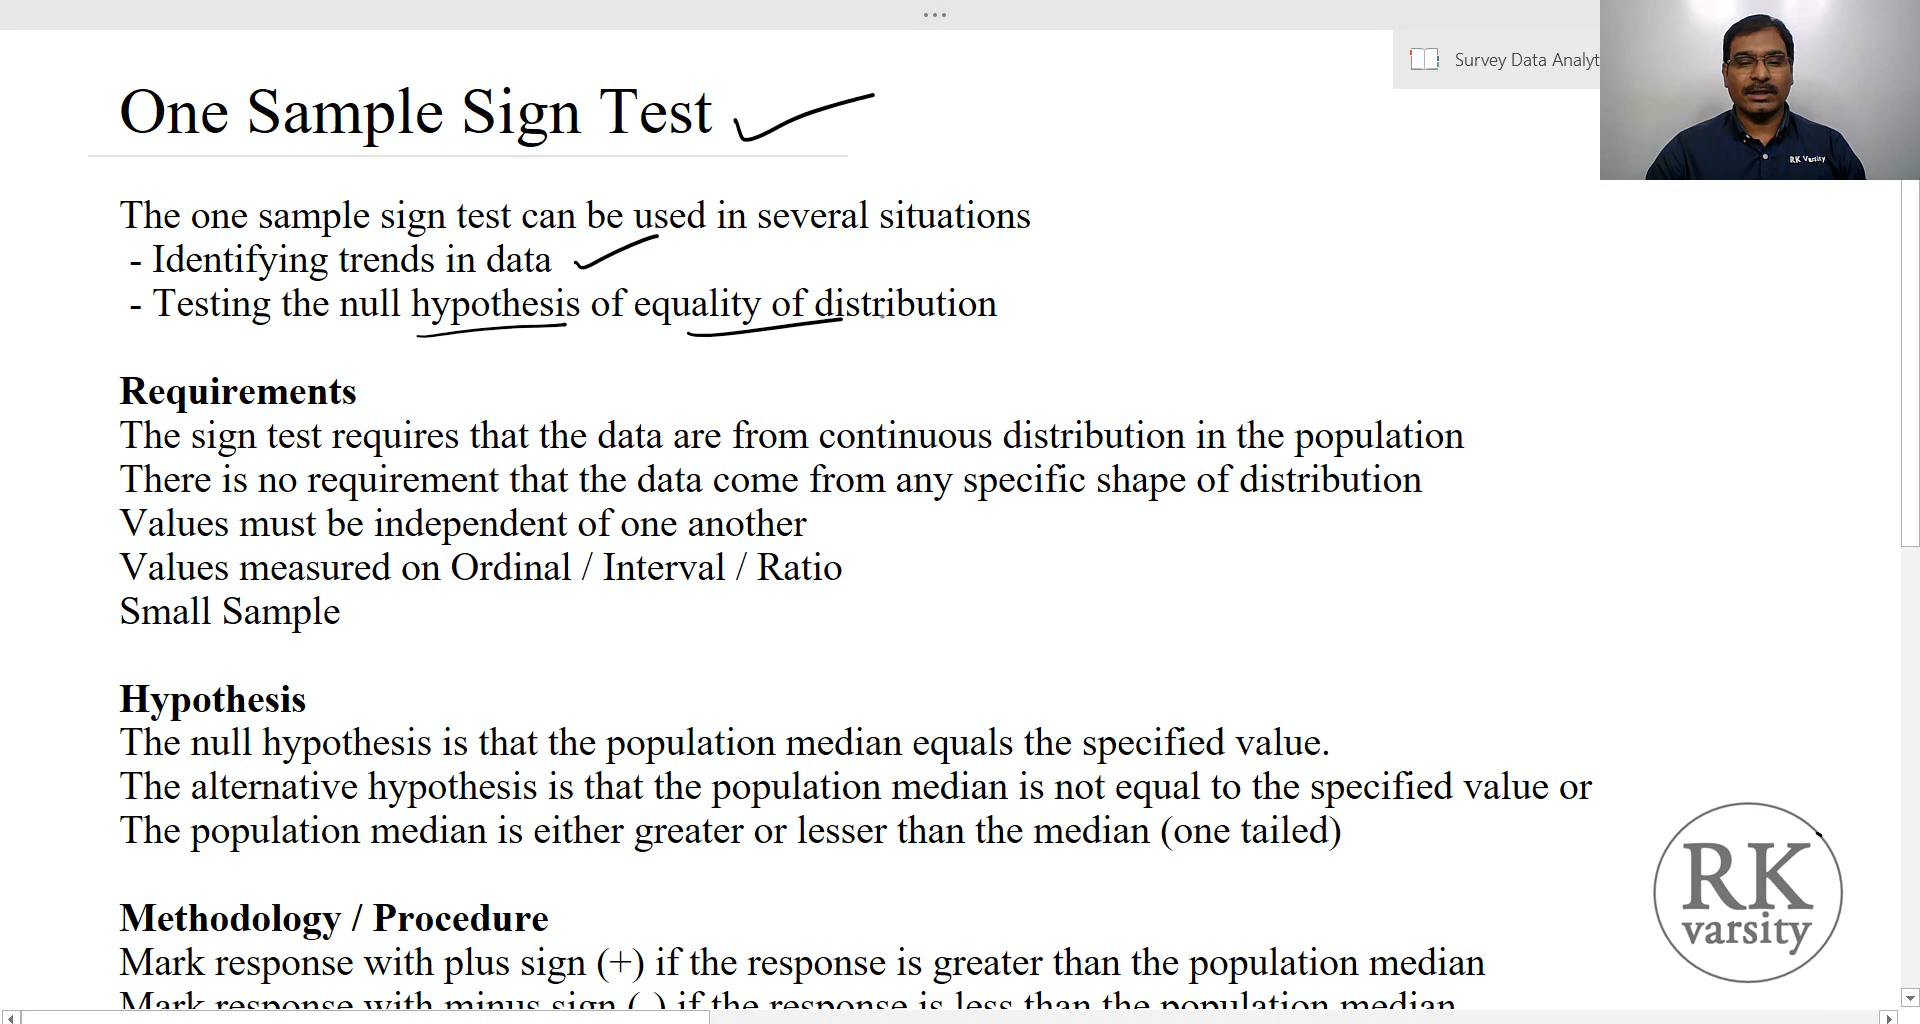 Survey Data Analyt
RK Varsity
One Sample Sign Test
The one sample sign test can be used in several situations
- Identifying trends in data
- Testing the null hypothesis of equality of distribution
Requirements
The sign test requires that the data are from continuous distribution in the population
There is no requirement that the data come from any specific shape of distribution
Values must be independent of one another
Values measured on Ordinal / Interval / Ratio
Small Sample
Hypothesis
The null hypothesis is that the population median equals the specified value.
The alternative hypothesis is that the population median is not equal to the specified value or
The population median is either greater or lesser than the median (one tailed)
Methodology / Procedure
Mark response with plus sign (+) if the response is greater than the population median
Mark response with minus sign (-) if the response is less than the population median
RK
varsity